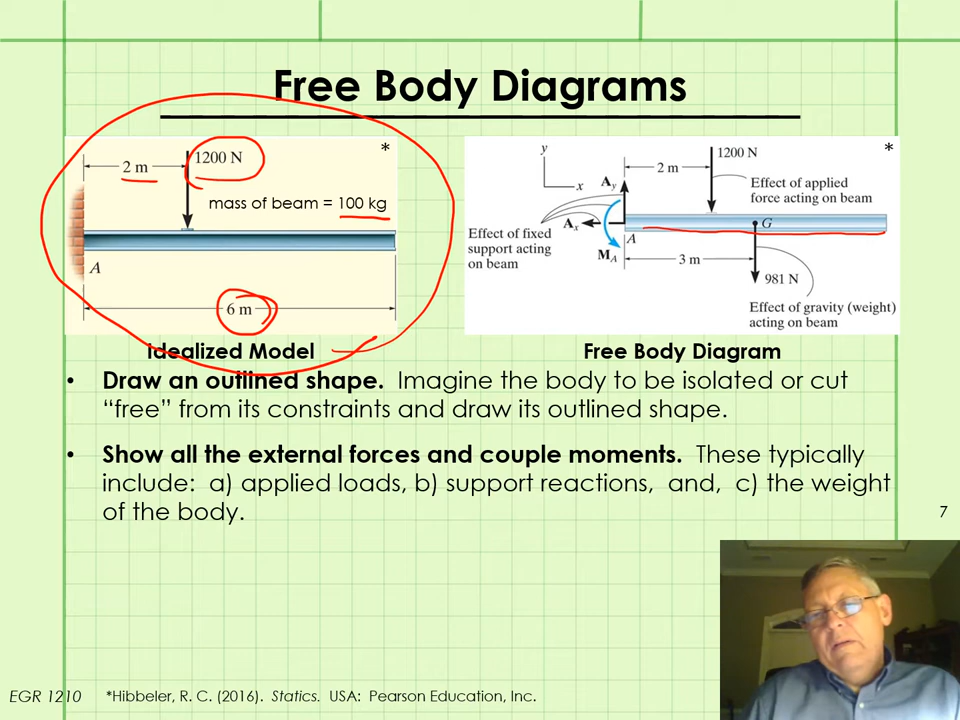 Free Body Diagrams
2 m
1200 N
*
mass of beam = 100 kg
A
6 m
Idealized Model
y
x
Ay
Ax
MA
A
2 m
1200 N
*
Effect of applied
force acting on beam
Effect of fixed
support acting
on beam
G
3 m
981 N
Effect of gravity (weight)
acting on beam
Free Body Diagram
• Draw an outlined shape. Imagine the body to be isolated or cut
“free” from its constraints and draw its outlined shape.
• Show all the external forces and couple moments. These typically
include: a) applied loads, b) support reactions, and, c) the weight
of the body.
7
EGR 1210 *Hibbeler, R. C. (2016). Statics. USA: Pearson Education, Inc.